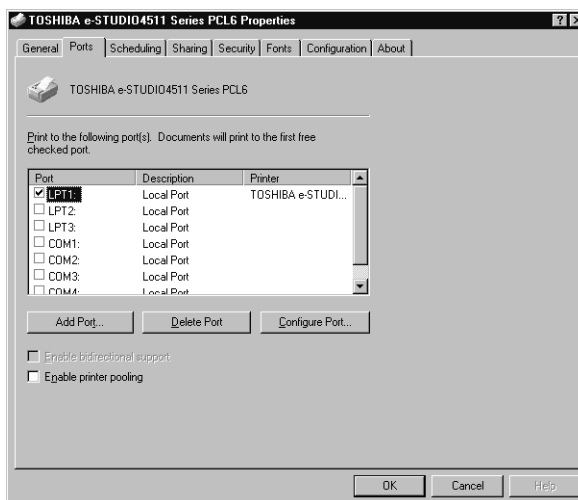 TOSHIBA e-STUDIO4511 Series PCL6 Properties
General Ports Scheduling Sharing Security Fonts Configuration About
TOSHIBA e-STUDIO4511 Series PCL6
Print to the following port(s). Documents will print to the first free
checked port.
Port Description Printer
LPT1: Local Port TOSHIBA e-STUDI...
LPT2: Local Port
LPT3: Local Port
COM1: Local Port
COM2: Local Port
COM3: Local Port
COM4: Local Port
Add Port... Delete Port Configure Port...
Enable bidirectional support
Enable printer pooling
OK Cancel Help